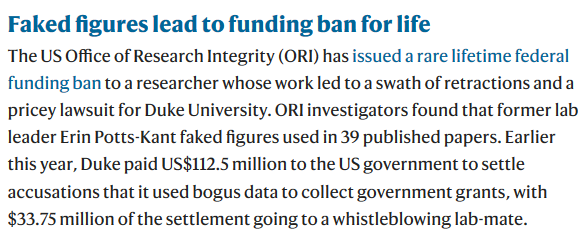 Faked figures lead to funding ban for life
The US Office of Research Integrity (ORI) has issued a rare lifetime federal
funding ban to a researcher whose work led to a swath of retractions and a
pricey lawsuit for Duke University. ORI investigators found that former lab
leader Erin Potts-Kant faked figures used in 39 published papers. Earlier
this year, Duke paid US$112.5 million to the US government to settle
accusations that it used bogus data to collect government grants, with
$33.75 million of the settlement going to a whistleblowing lab-mate.